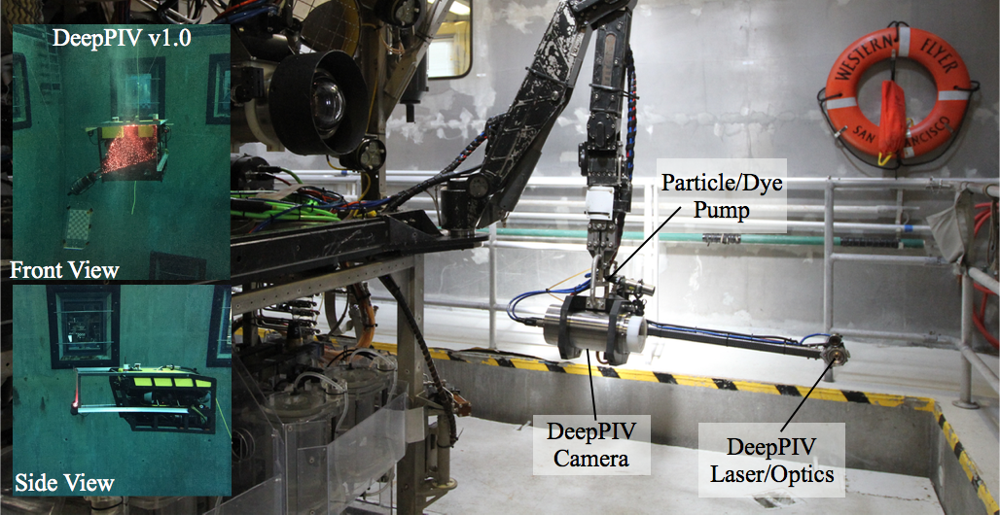 DeepPIV v1.0
Front View
Side View
WESTERN FLYER
SAN FRANCISCO
Particle/Dye
Pump
DeepPIV
Camera
DeepPIV
Laser/Optics